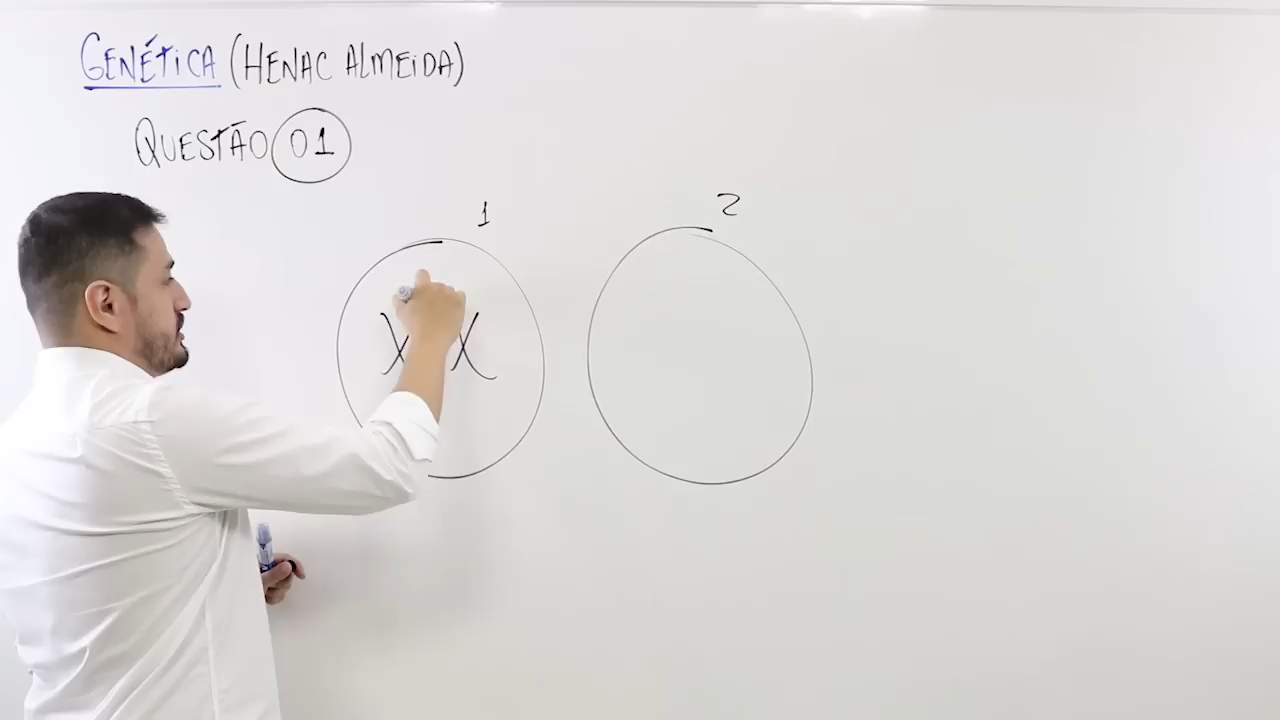 GENÉTICA (HENAC ALMEIDA)
QUESTÃO 01
1
2
X X